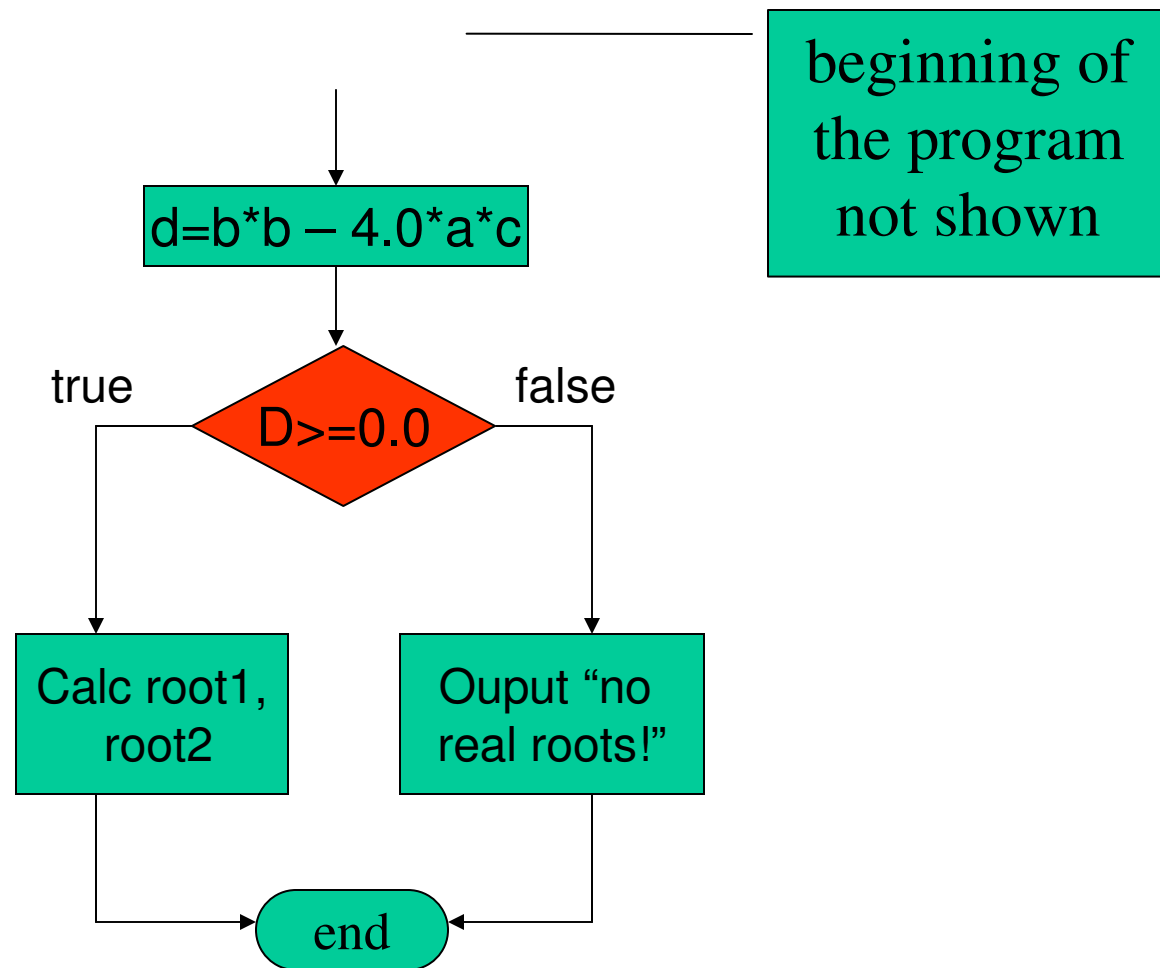 beginning of
the program
not shown
d=b*b – 4.0*a*c
true
false
D>=0.0
Calc root1,
root2
Ouput “no
real roots!”
end